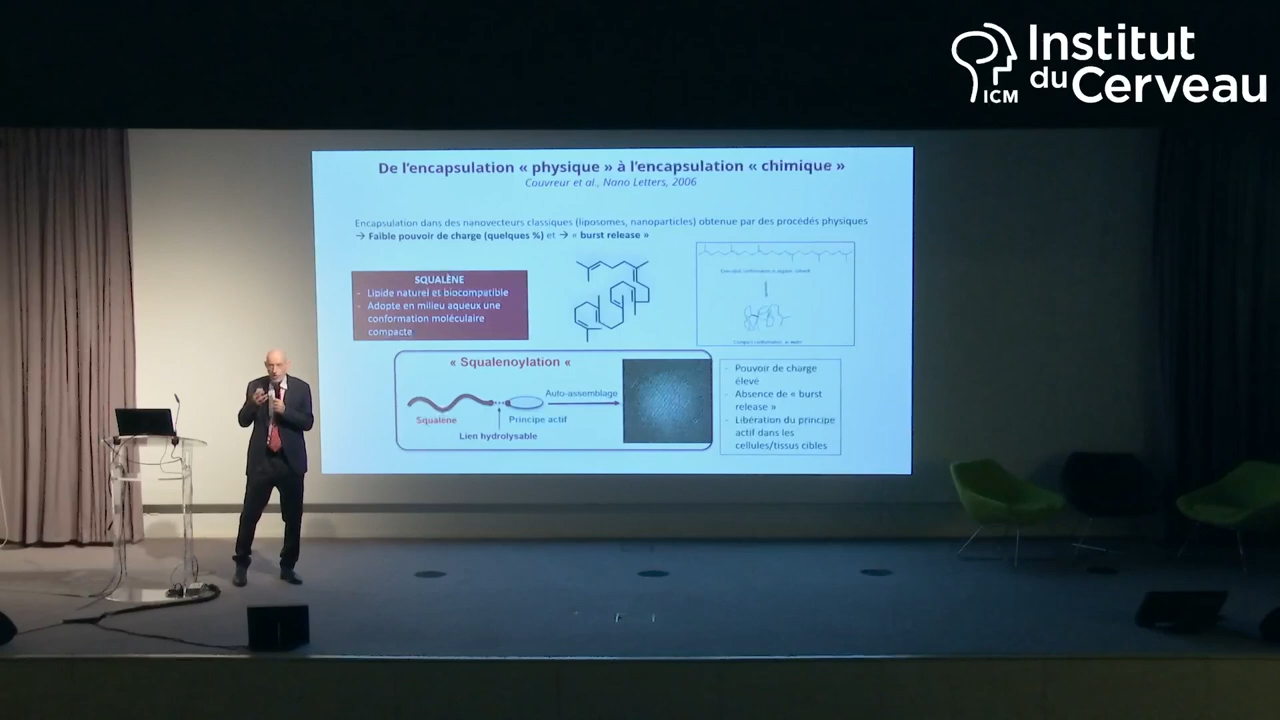 Institut
du Cerveau
ICM
De l'encapsulation « physique » à l'encapsulation « chimique »
Couvreur et al., Nano Letters, 2006
Encapsulation dans des nanovecteurs classiques (liposomes, nanoparticles) obtenue par des procédés physiques
→ Faible pouvoir de charge (quelques %) et → « burst release »
SQUALÈNE
- Lipide naturel et biocompatible
- Adopte en milieu aqueux une
conformation moléculaire
compacte
« Squalenoylation «
Squalène
Lien hydrolysable
Principe actif
Auto-assemblage
- Pouvoir de charge
élevé
- Absence de « burst
release »
- Libération du principe
actif dans les
cellules/tissus cibles